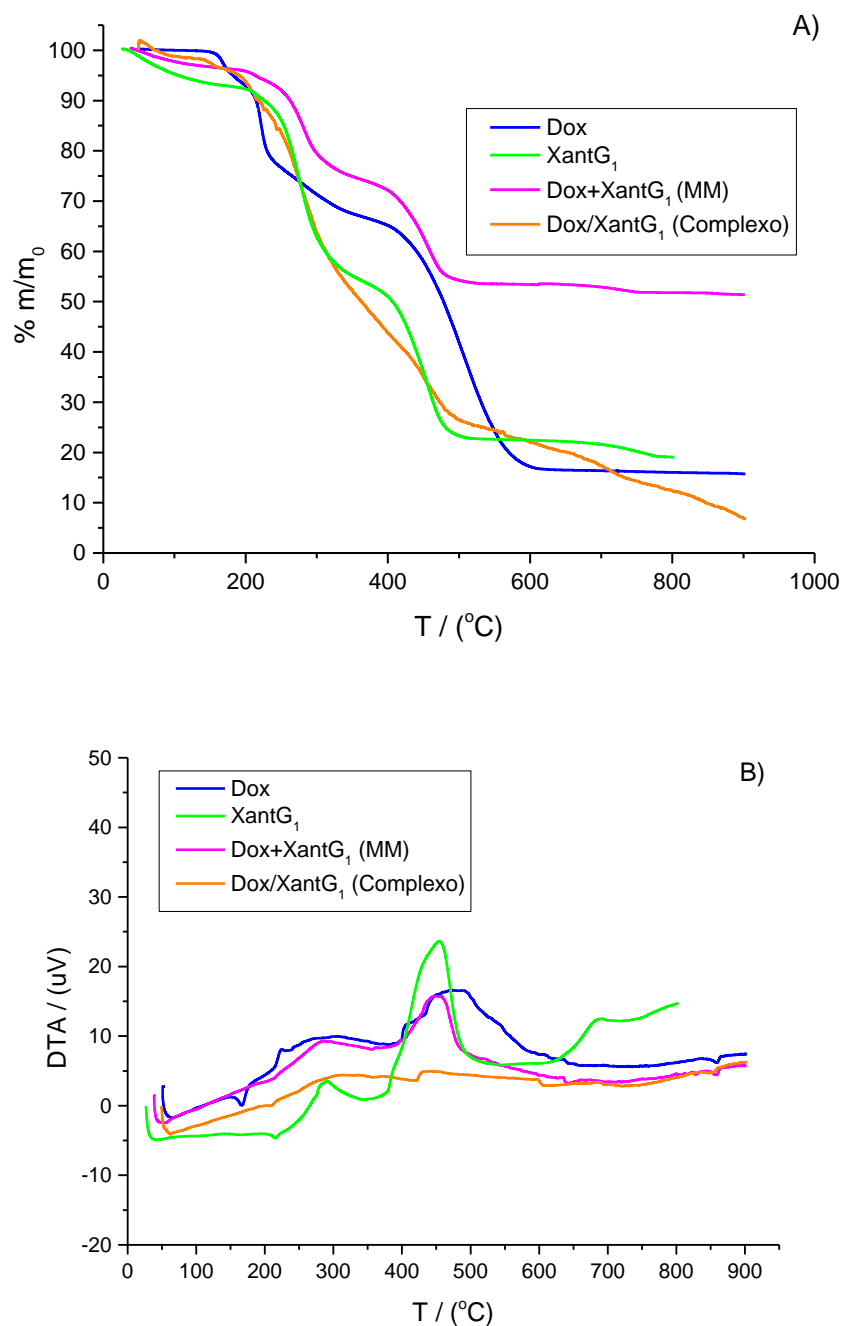 A)
100
90
80
70
60
50
40
30
20
10
0
% m/m₀
Dox
XantG₁
Dox+XantG₁ (MM)
Dox/XantG₁ (Complexo)
0 200 400 600 800 1000
T / (°C)
B)
50
40
30
20
10
0
-10
-20
DTA / (uV)
Dox
XantG₁
Dox+XantG₁ (MM)
Dox/XantG₁ (Complexo)
0 100 200 300 400 500 600 700 800 900
T / (°C)